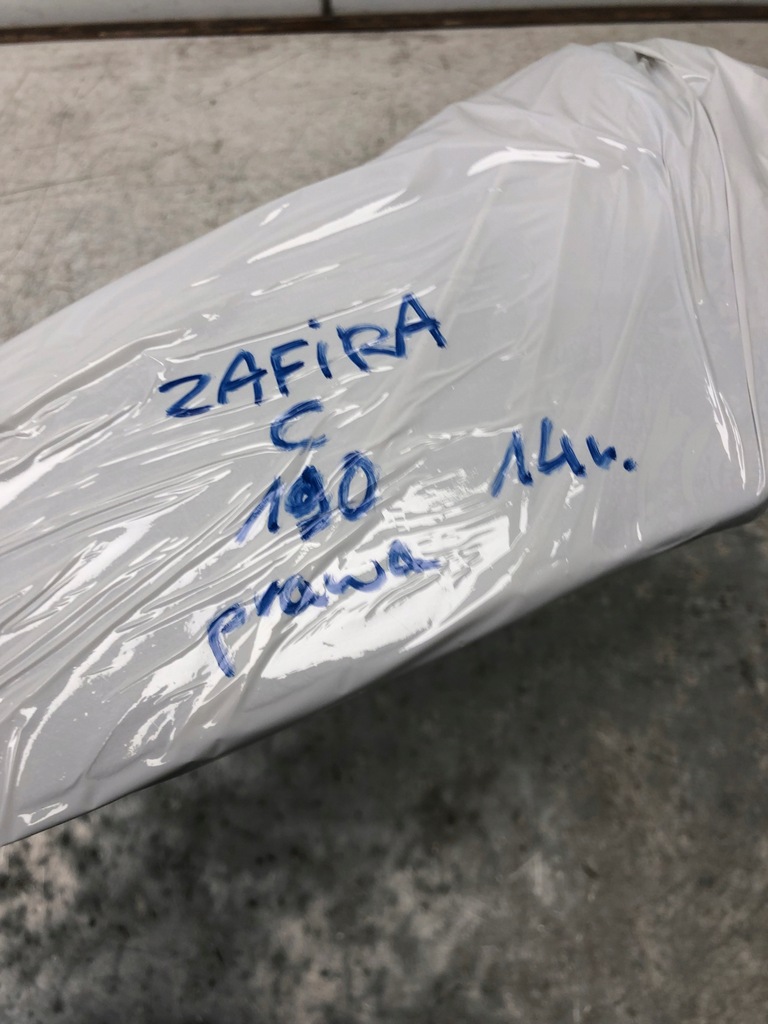 ZAFiRA
C
190 14r.
prawa